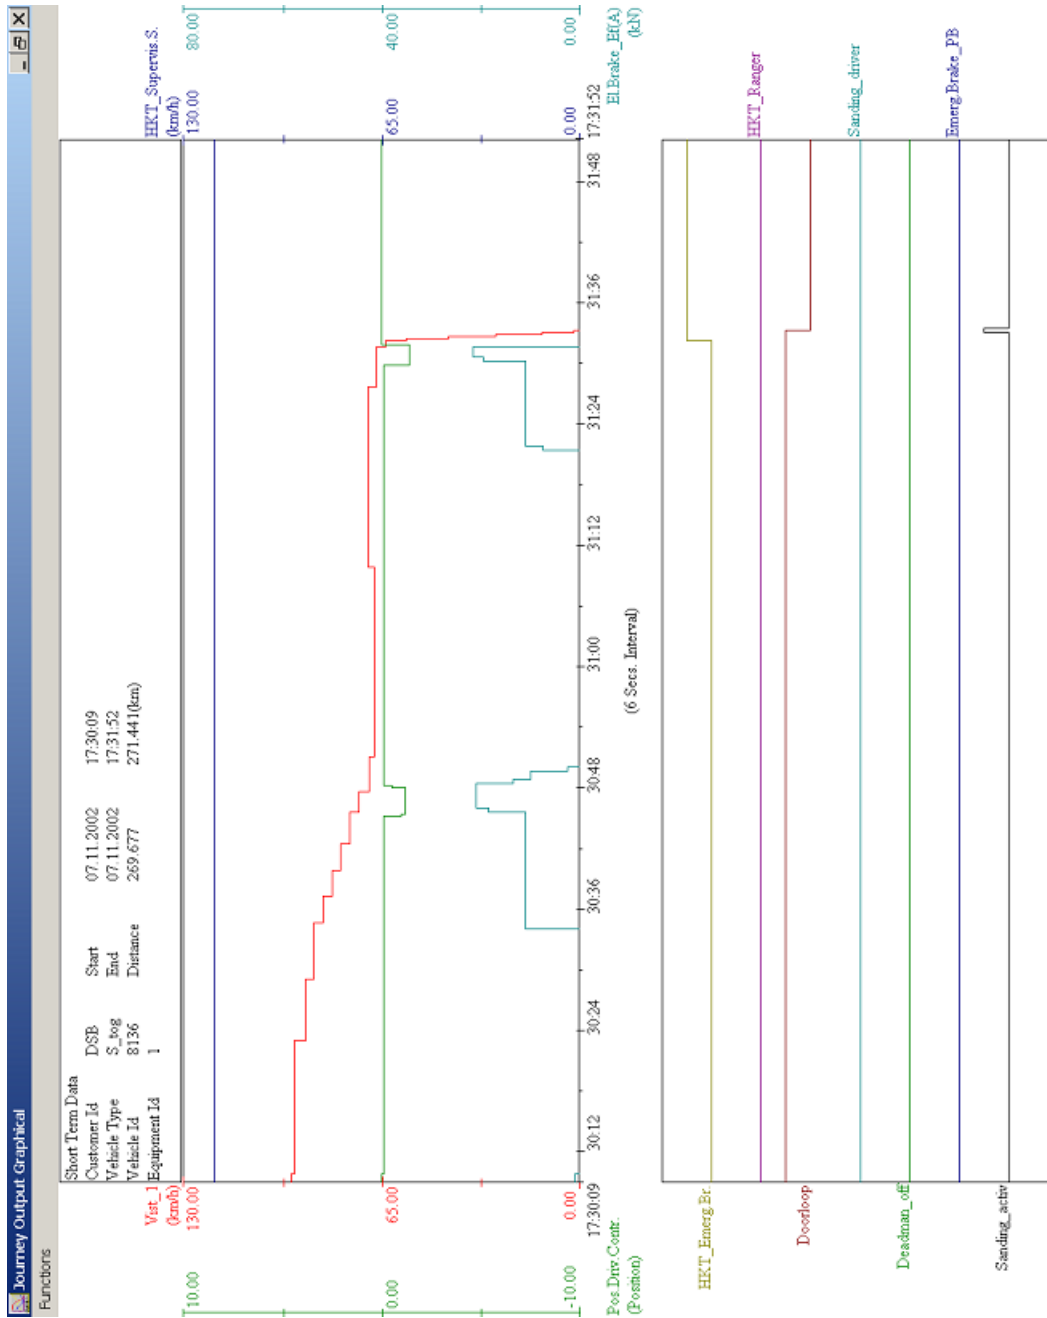 Journey Output Graphical
Functions
Short Term Data
Customer Id DSB Start 07.11.2002 17:30:09
Vehicle Type S_tog End 07.11.2002 17:31:52
Vehicle Id 8136 Distance 269.677 271.441(km)
Equipment Id 1
Vist_1
(km/h)
HKT_Supervis.S.
(km/h)
10.00
130.00
130.00
80.00
0.00
65.00
65.00
40.00
-10.00
0.00
0.00
0.00
Pos.Driv.Contr.
(Position)
17:30:09
30:12
30:24
30:36
30:48
31:00
31:12
31:24
31:36
31:48
17:31:52
El.Brake_Eff(A)
(kN)
(6 Secs. Interval)
HKT_Emerg.Br.
HKT_Ranger
Doorloop
Sanding_driver
Deadman_off
Emerg.Brake_PB
Sanding_activ